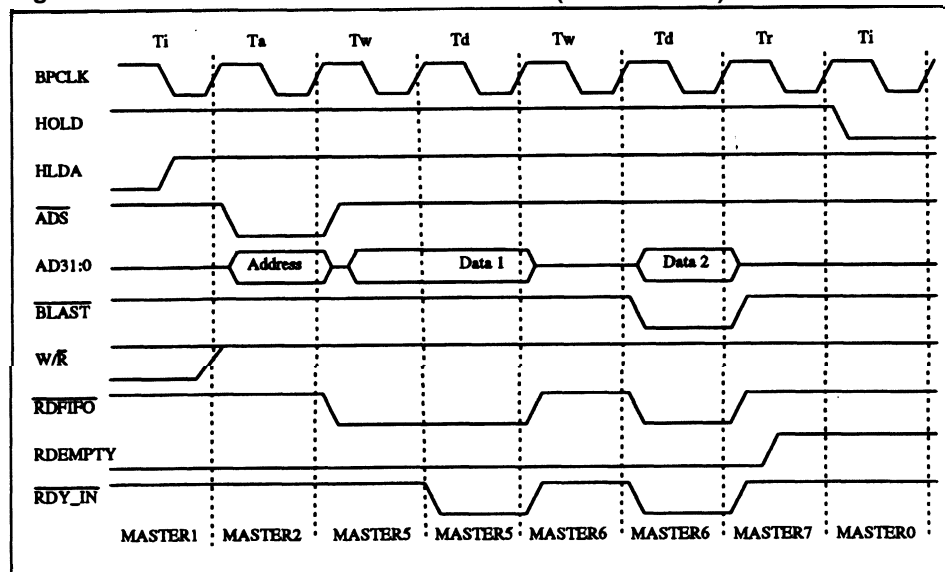 Ti Ta Tw Td Tw Td Tr Ti
BPCLK
HOLD
HLDA
ADS
AD31:0 Address Data 1 Data 2
BLAST
W/R
RDFIFO
RDEMPTY
RDY_IN
MASTER1 MASTER2 MASTER5 MASTER5 MASTER6 MASTER6 MASTER7 MASTER0